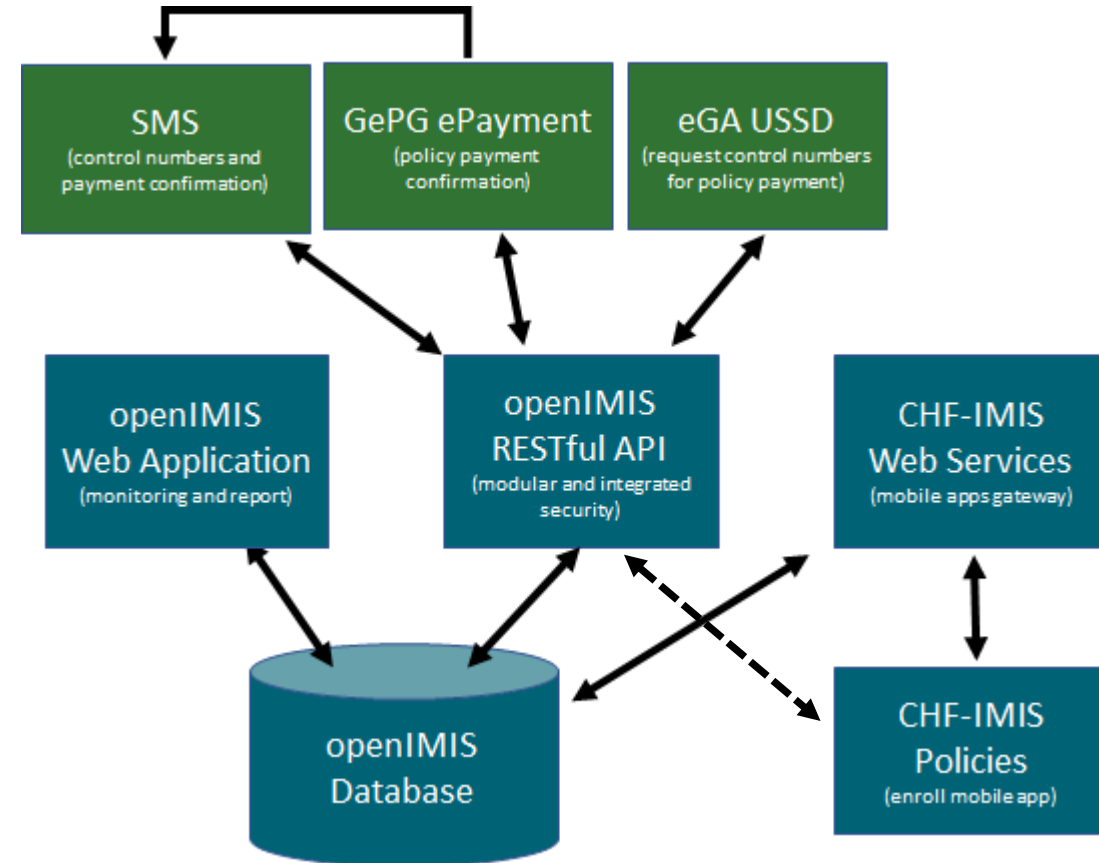 SMS
(control numbers and
payment confirmation)
GePG ePayment
(policy payment
confirmation)
eGA USSD
(request control numbers
for policy payment)
openIMIS
Web Application
(monitoring and report)
openIMIS
RESTful API
(modular and integrated
security)
CHF-IMIS
Web Services
(mobile apps gateway)
openIMIS
Database
CHF-IMIS
Policies
(enroll mobile app)